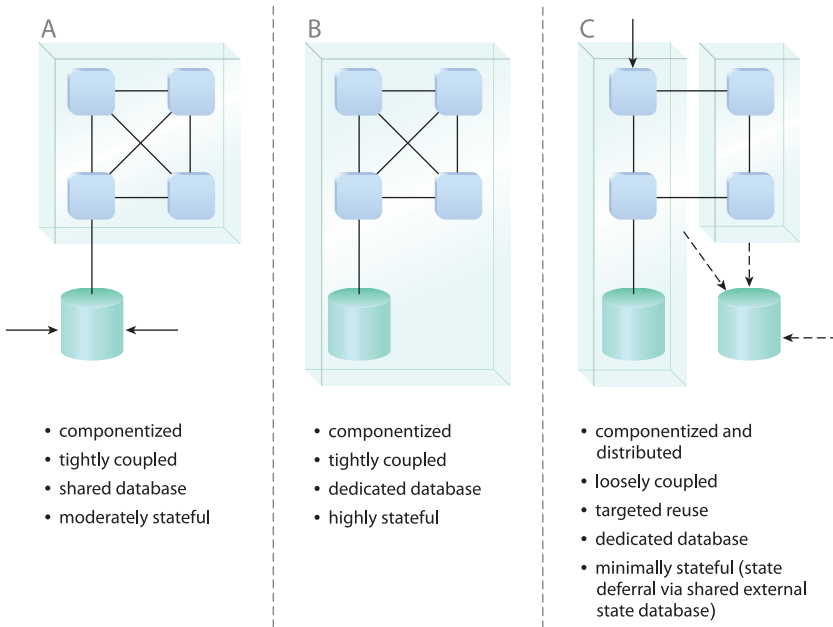 A
B
C
• componentized
• tightly coupled
• shared database
• moderately stateful
• componentized
• tightly coupled
• dedicated database
• highly stateful
• componentized and
distributed
• loosely coupled
• targeted reuse
• dedicated database
• minimally stateful (state
deferral via shared external
state database)